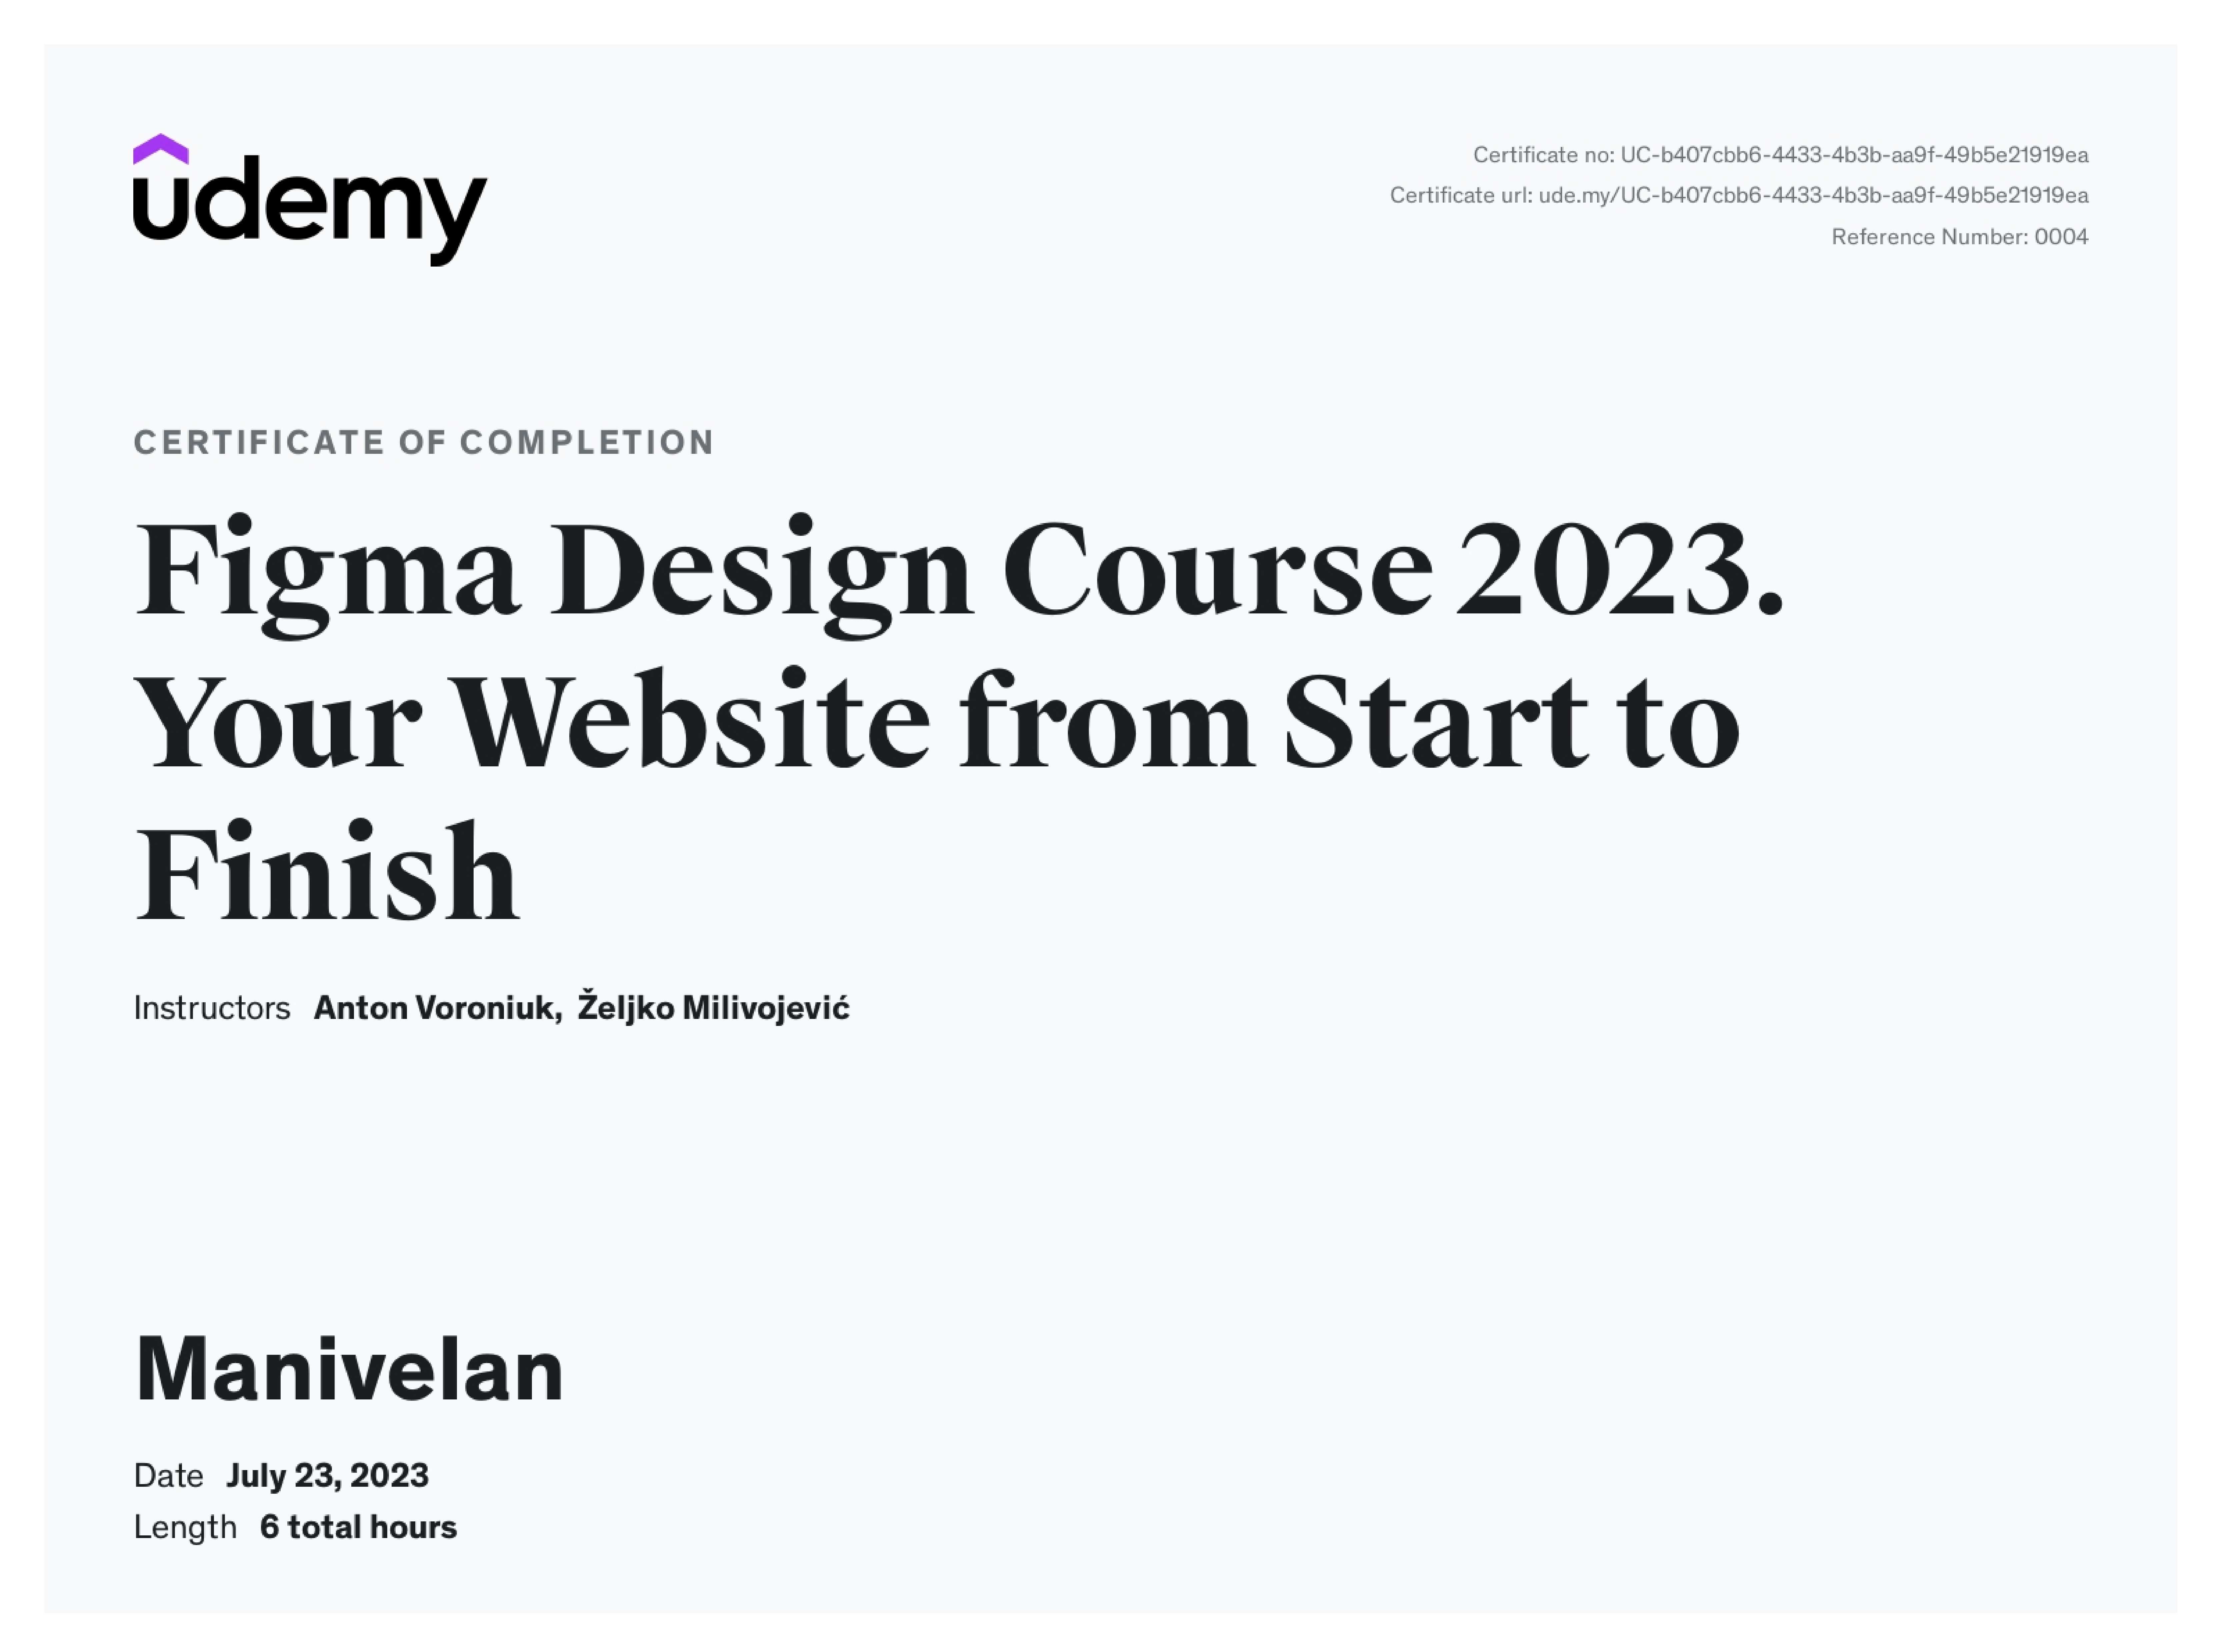 udemy
Certificate no: UC-b407cbb6-4433-4b3b-aa9f-49b5e21919ea
Certificate url: ude.my/UC-b407cbb6-4433-4b3b-aa9f-49b5e21919ea
Reference Number: 0004
CERTIFICATE OF COMPLETION
Figma Design Course 2023.
Your Website from Start to
Finish
Instructors Anton Voroniuk, Željko Milivojević
Manivelan
Date July 23, 2023
Length 6 total hours